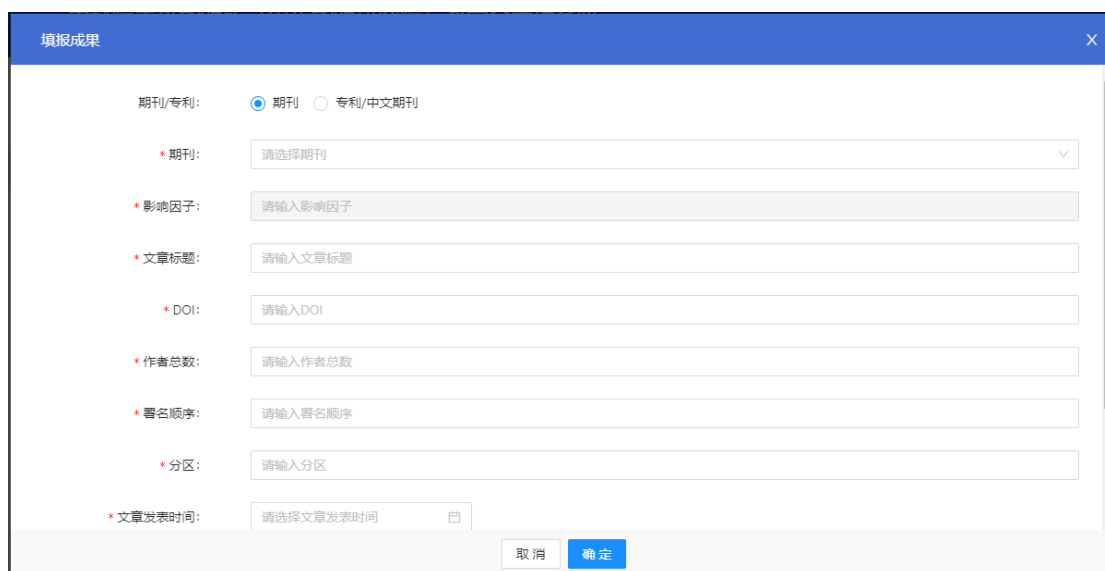 填报成果 X
期刊/专利： 期刊 专利/中文期刊
* 期刊： 请选择期刊
* 影响因子： 请输入影响因子
* 文章标题： 请输入文章标题
* DOI： 请输入DOI
* 作者总数： 请输入作者总数
* 署名顺序： 请输入署名顺序
* 分区： 请输入分区
* 文章发表时间： 请选择文章发表时间
取消 确定